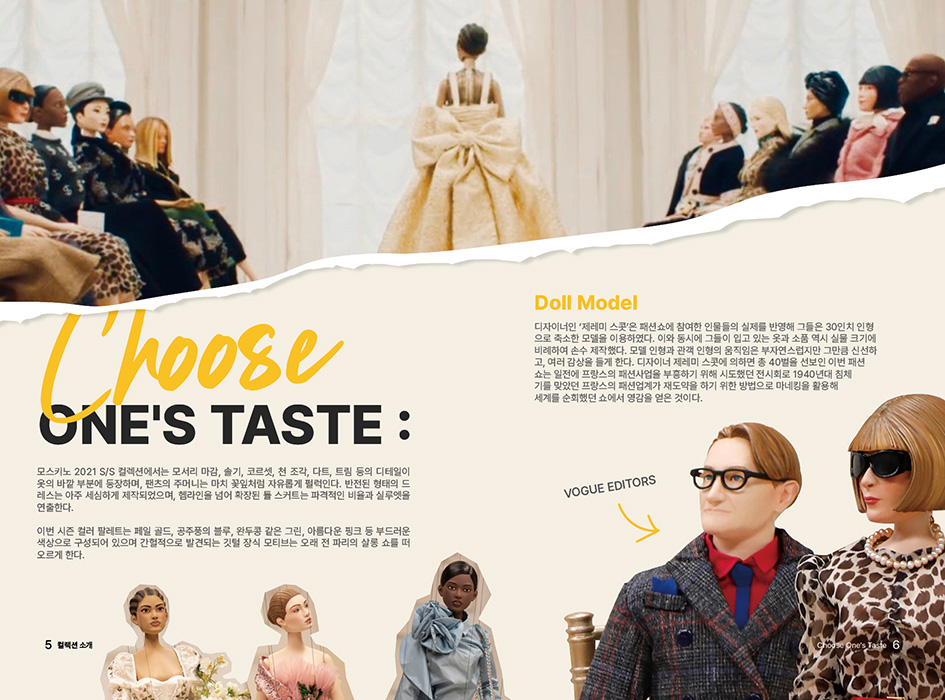 Choose
ONE'S TASTE :
모스키노 2021 S/S 컬렉션에서는 모서리 마감, 솔기, 코르셋, 천 조각, 다트, 트림 등의 디테일이
옷의 바깥 부분에 등장하며, 팬츠의 주머니는 마치 꽃잎처럼 자유롭게 펄럭인다. 반전된 형태의 드
레스는 아주 세심하게 제작되었으며, 헴라인을 넘어 확장된 튤 스커트는 파격적인 비율과 실루엣을
연출한다.
이번 시즌 컬러 팔레트는 페일 골드, 공주풍의 블루, 완두콩 같은 그린, 아름다운 핑크 등 부드러운
색상으로 구성되어 있으며 간헐적으로 발견되는 깃털 장식 모티브는 오래 전 파리의 살롱 쇼를 떠
오르게 한다.
5 컬렉션 소개
Doll Model
디자이너인 ‘제레미 스콧’은 패션쇼에 참여한 인물들의 실제를 반영해 그들은 30인치 인형
으로 축소한 모델을 이용하였다. 이와 동시에 그들이 입고 있는 옷과 소품 역시 실물 크기에
비례하여 손수 제작했다. 모델 인형과 관객 인형의 움직임은 부자연스럽지만 그만큼 신선하
고, 여러 감상을 들게 한다. 디자이너 제레미 스콧에 의하면 총 40벌을 선보인 이번 패션
쇼는 일전에 프랑스의 패션사업을 부흥하기 위해 시도했던 전시회로 1940년대 침체
기를 맞았던 프랑스의 패션업계가 재도약을 하기 위한 방법으로 마네킹을 활용해
세계를 순회했던 쇼에서 영감을 얻은 것이다.
VOGUE EDITORS
Choose One's Taste 6